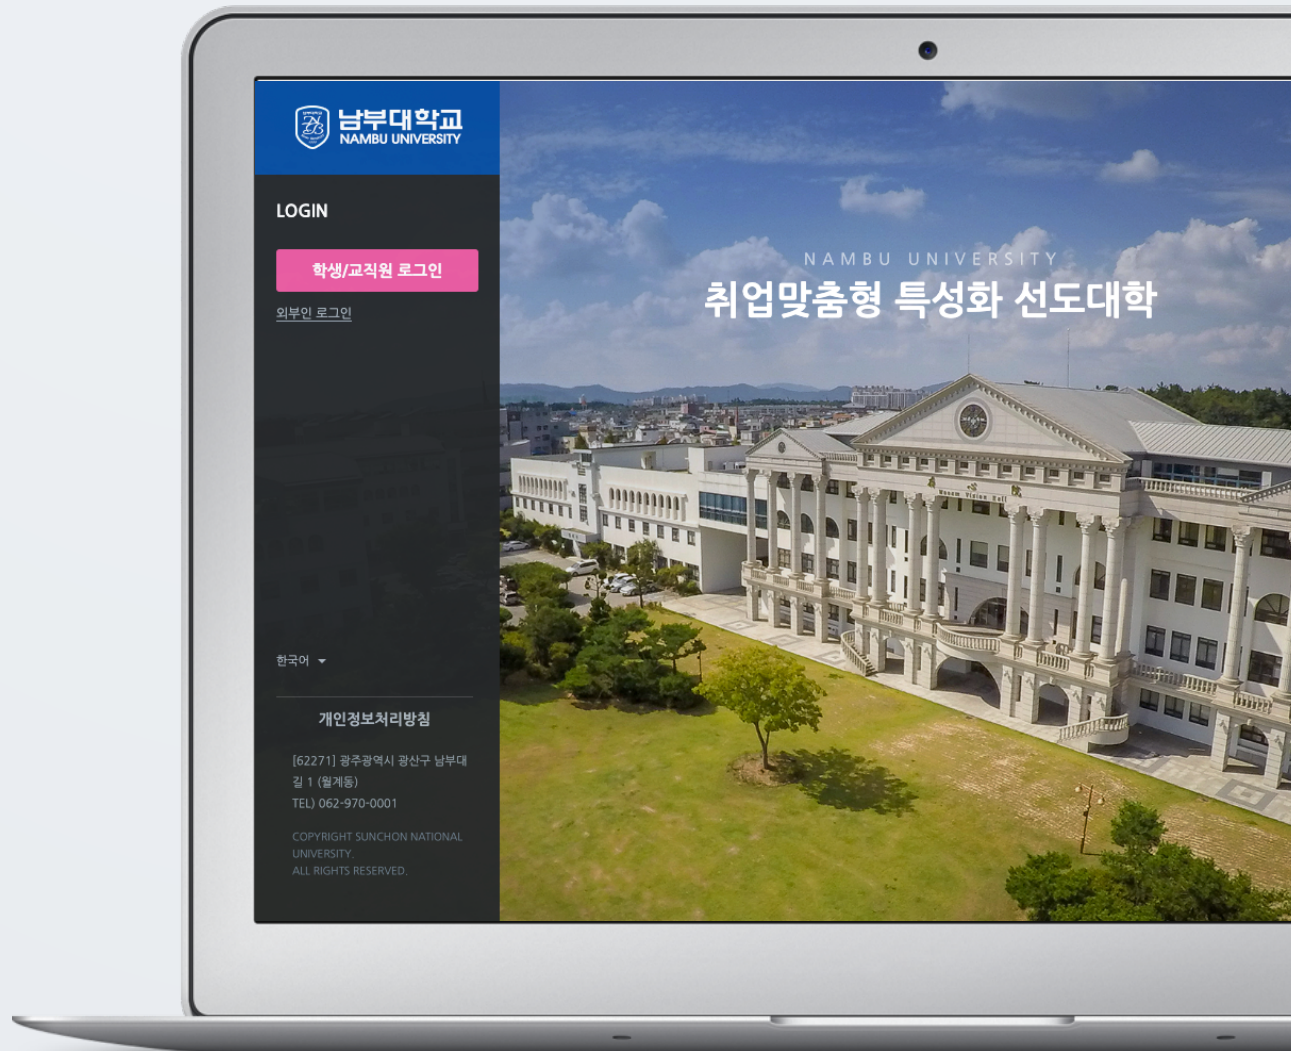 남부대학교
NAMBU UNIVERSITY
LOGIN
학생/교직원 로그인
외부인 로그인
한국어
개인정보처리방침
[62271] 광주광역시 광산구 남부대
길 1 (월계동)
TEL) 062-970-0001
COPYRIGHT SUNCHON NATIONAL
UNIVERSITY.
ALL RIGHTS RESERVED.
NAMBU UNIVERSITY
취업맞춤형 특성화 선도대학
Woonam Vision Hall